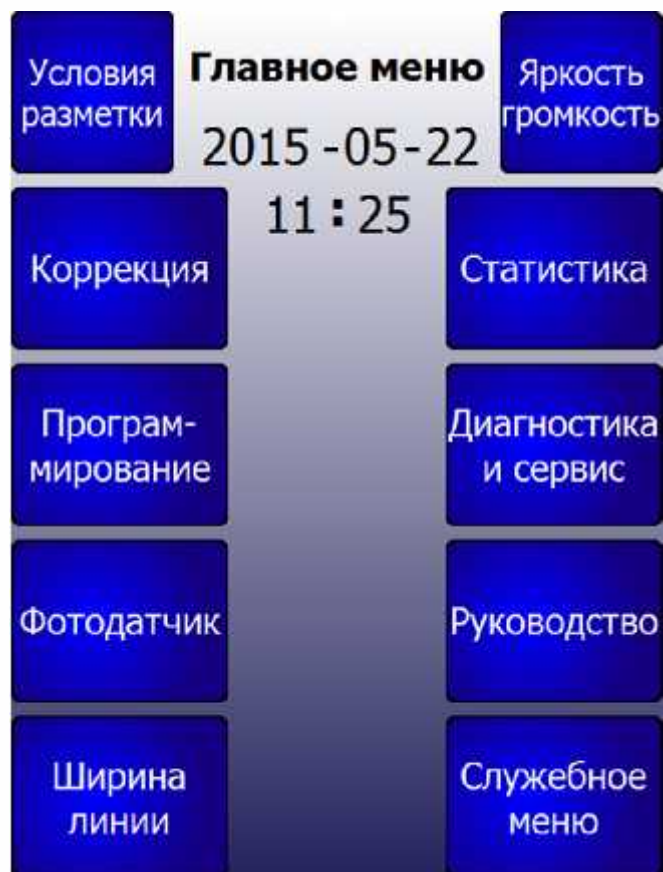 Условия
разметки
Главное меню
Яркость
громкость
2015-05-22
11:25
Коррекция
Статистика
Програм-
мирование
Диагностика
и сервис
Фотодатчик
Руководство
Ширина
линии
Служебное
меню